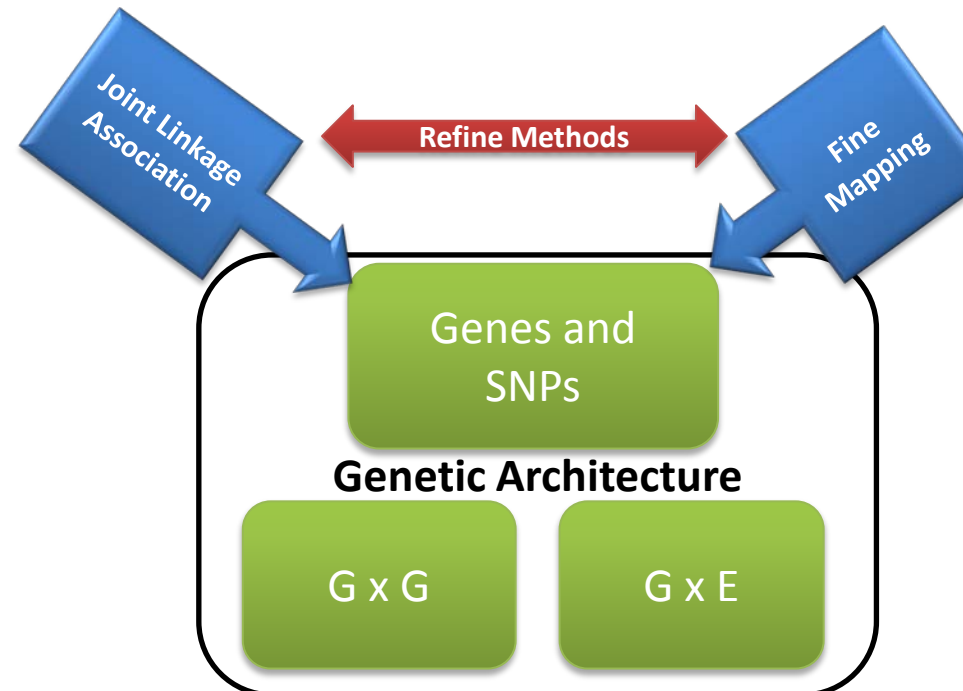 Joint Linkage
Association
Refine Methods
Fine
Mapping
Genes and
SNPs
Genetic Architecture
G x G
G x E